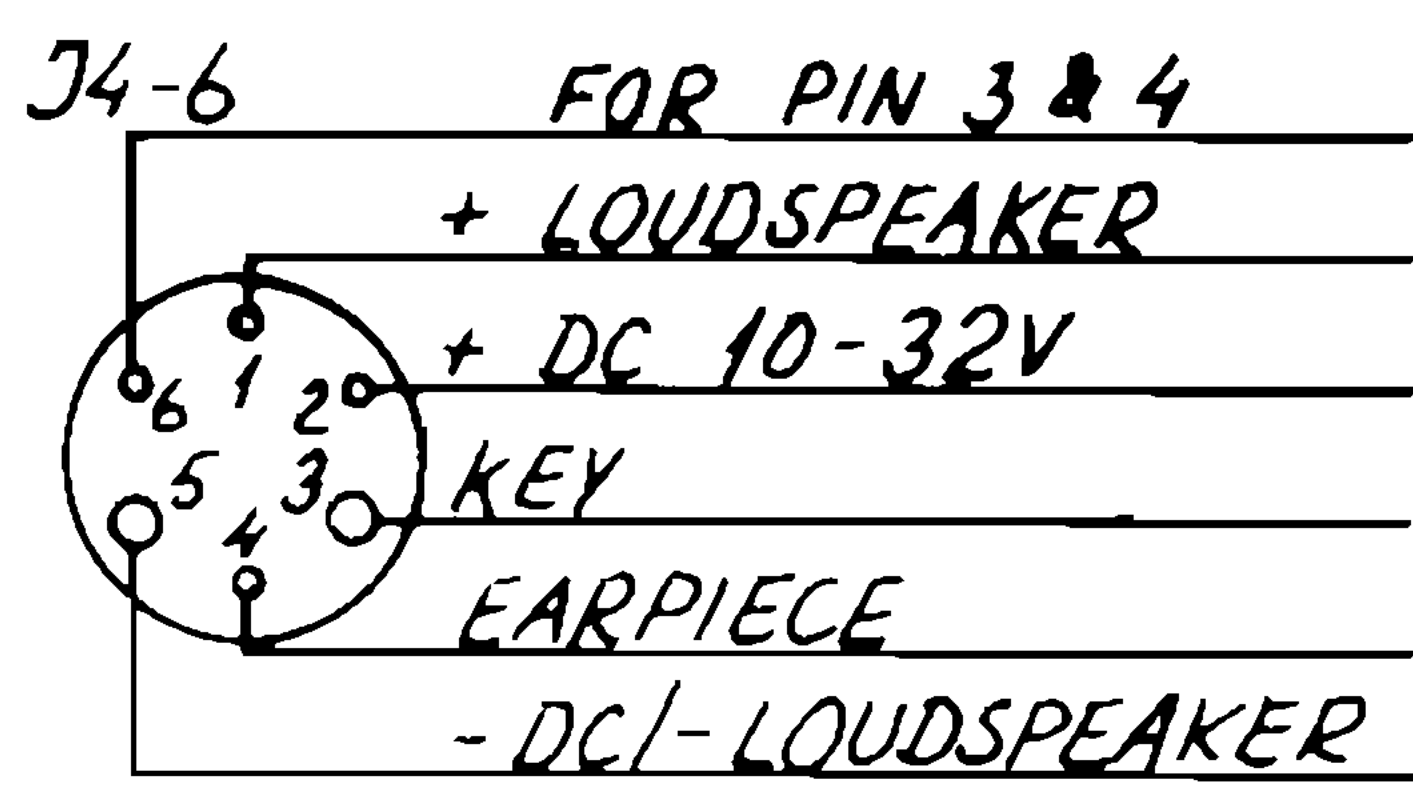 J4-6
FOR PIN 3 & 4
+ LOUDSPEAKER
+ DC 10-32V
6 1 2
KEY
5 3
4
EARPIECE
- DC/- LOUDSPEAKER